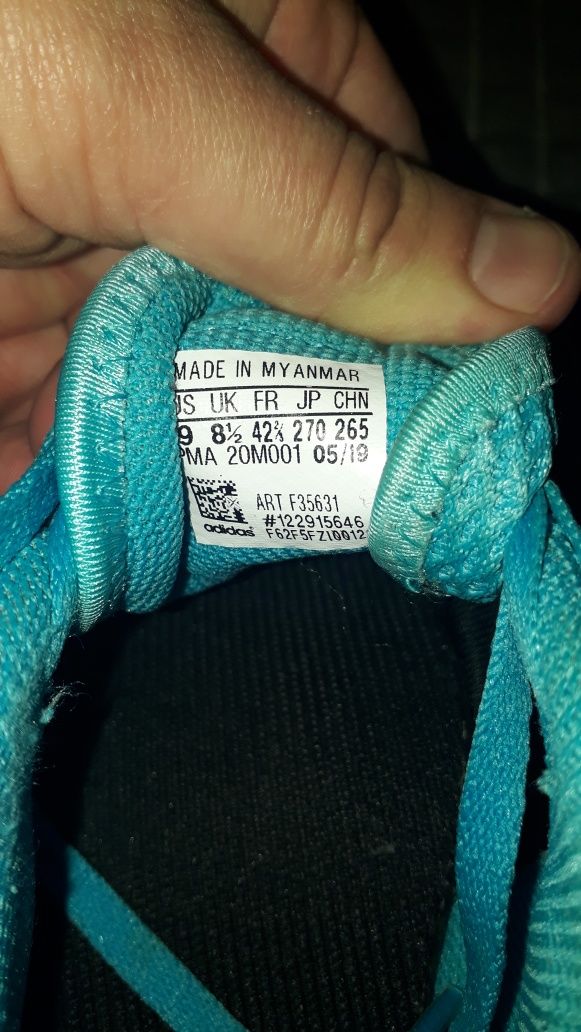 MADE IN MYANMAR
US UK FR JP CHN
9 8½ 42⅔ 270 265
PMA 20M001 05/19
ART F35631
#122915646
adidas F62F5FZI0012